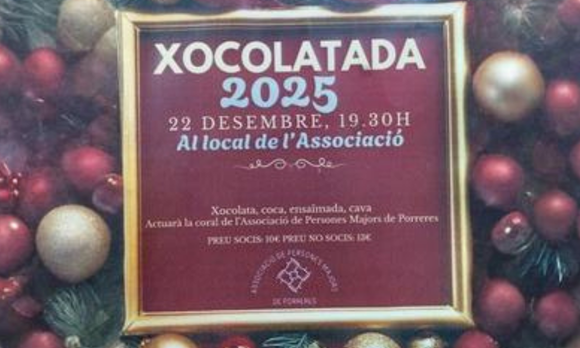 XOCOLATADA
2025
22 DESEMBRE, 19.30H
Al local de l'Associació
Xocolata, coca, ensaïmada, cava
Actuarà la coral de l'Associació de Persones Majors de Porreres
PREU SOCIS: 10€ PREU NO SOCIS: 13€
ASSOCIACIÓ DE PERSONES MAJORS
DE PORRERES